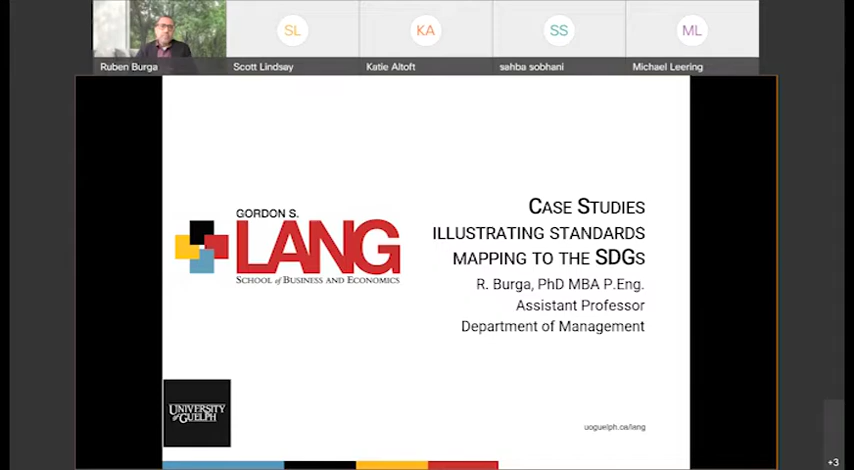 SL
KA
SS
ML
Ruben Burga
Scott Lindsay
Katie Altoft
sahba sobhani
Michael Leering
GORDON S.
LANG
SCHOOL of BUSINESS AND ECONOMICS
CASE STUDIES
ILLUSTRATING STANDARDS
MAPPING TO THE SDGS
R. Burga, PhD MBA P.Eng.
Assistant Professor
Department of Management
UNIVERSITY
of GUELPH
uoguelph.ca/lang
+3